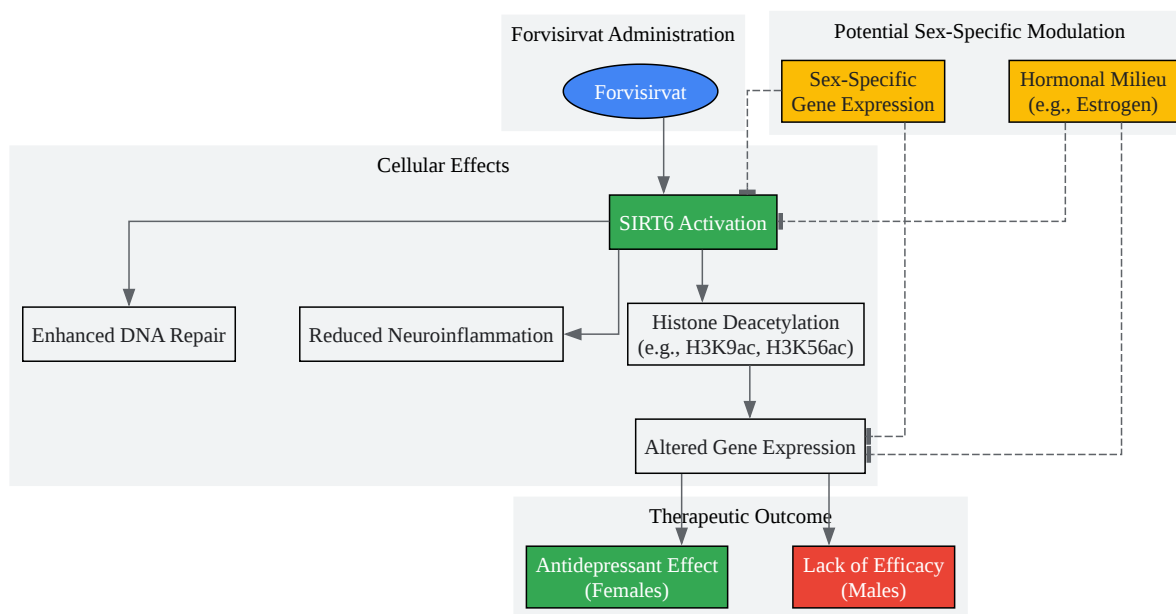 Forvisirvat Administration
Potential Sex-Specific Modulation
Forvisirvat
Sex-Specific
Gene Expression
Hormonal Milieu
(e.g., Estrogen)
Cellular Effects
SIRT6 Activation
Enhanced DNA Repair
Reduced Neuroinflammation
Histone Deacetylation
(e.g., H3K9ac, H3K56ac)
Altered Gene Expression
Therapeutic Outcome
Antidepressant Effect
(Females)
Lack of Efficacy
(Males)